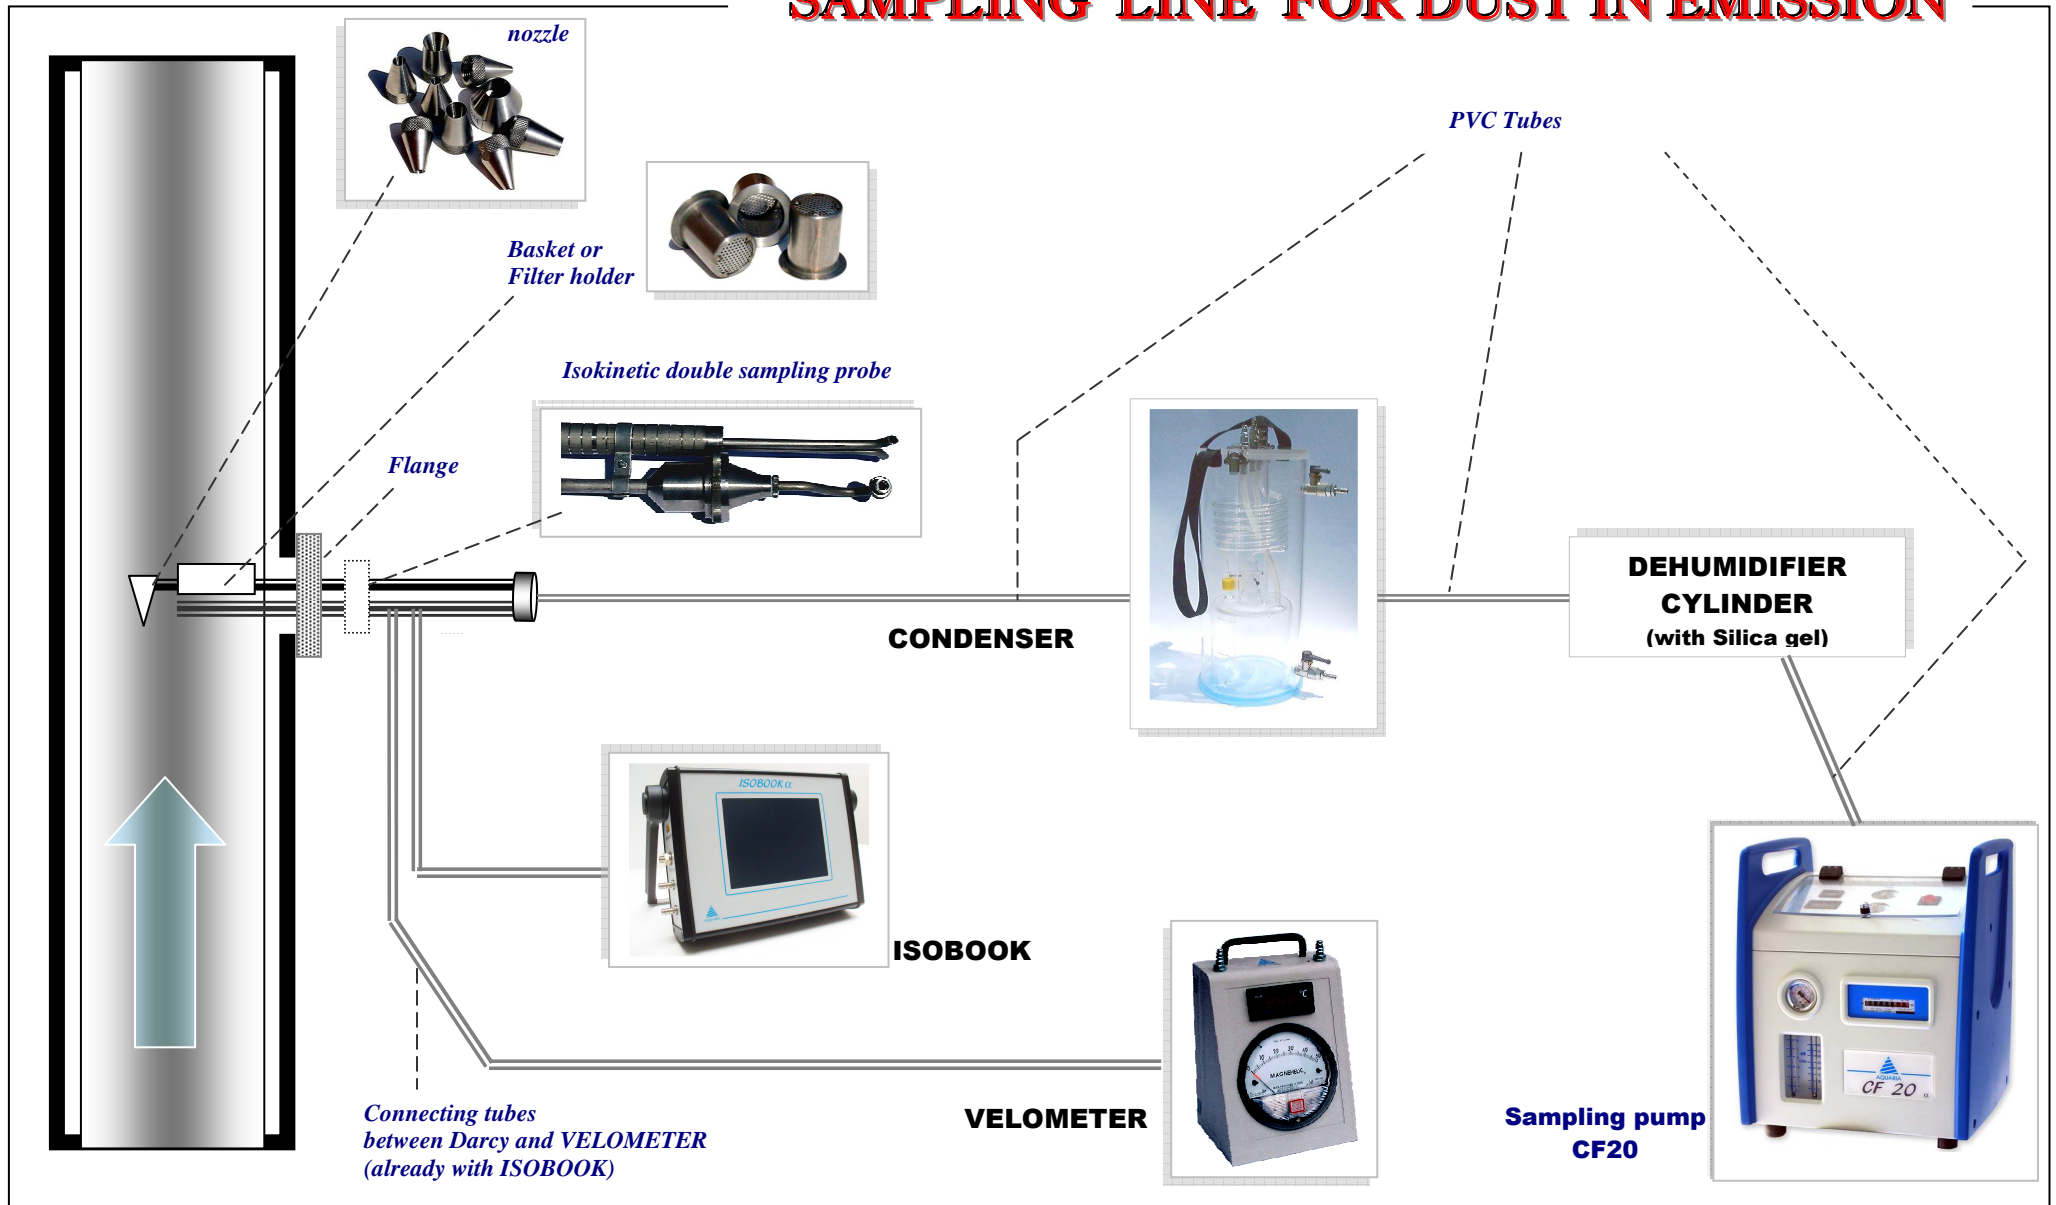 SAMPLING LINE FOR DUST IN EMISSION
nozzle
PVC Tubes
Basket or
Filter holder
Isokinetic double sampling probe
Flange
DEHUMIDIFIER
CYLINDER
(with Silica gel)
CONDENSER
ISOBOOK α
ISOBOOK
°C
MAGNEHELIC
VELOMETER
AQUARIA
CF 20 α
Sampling pump
CF20
Connecting tubes
between Darcy and VELOMETER
(already with ISOBOOK)